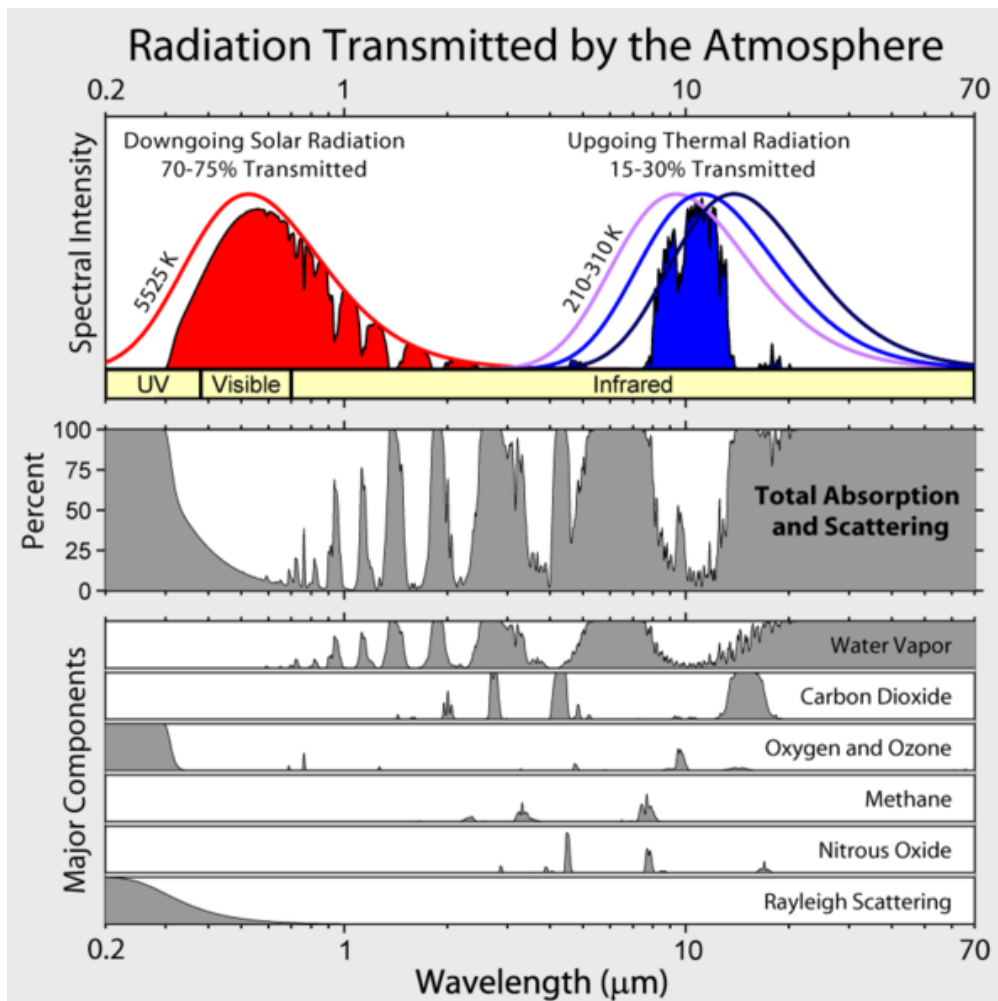 Radiation Transmitted by the Atmosphere
0.2 1 10 70
Spectral Intensity
Downgoing Solar Radiation
70-75% Transmitted
Upgoing Thermal Radiation
15-30% Transmitted
5525 K
210-310 K
UV Visible Infrared
Percent
100
75
50
25
0
Total Absorption
and Scattering
Major Components
Water Vapor
Carbon Dioxide
Oxygen and Ozone
Methane
Nitrous Oxide
Rayleigh Scattering
0.2 1 10 70
Wavelength (μm)